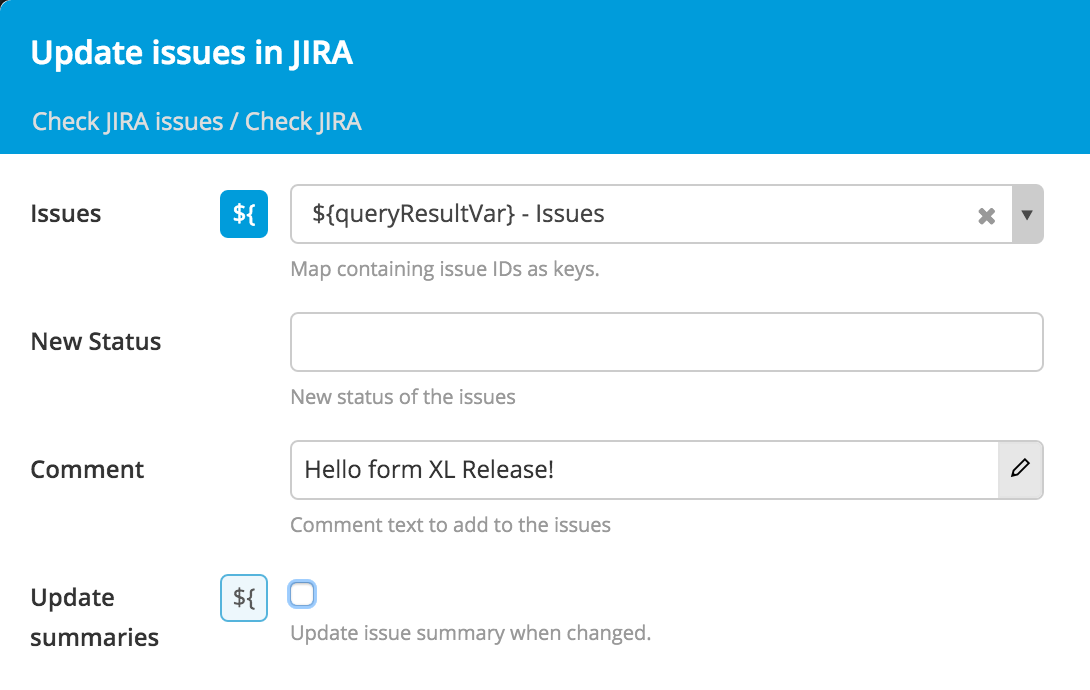 Update issues in JIRA
Check JIRA issues / Check JIRA
Issues
${
${queryResultVar} - Issues
Map containing issue IDs as keys.
New Status
New status of the issues
Comment
Hello form XL Release!
Comment text to add to the issues
Update
summaries
${
Update issue summary when changed.